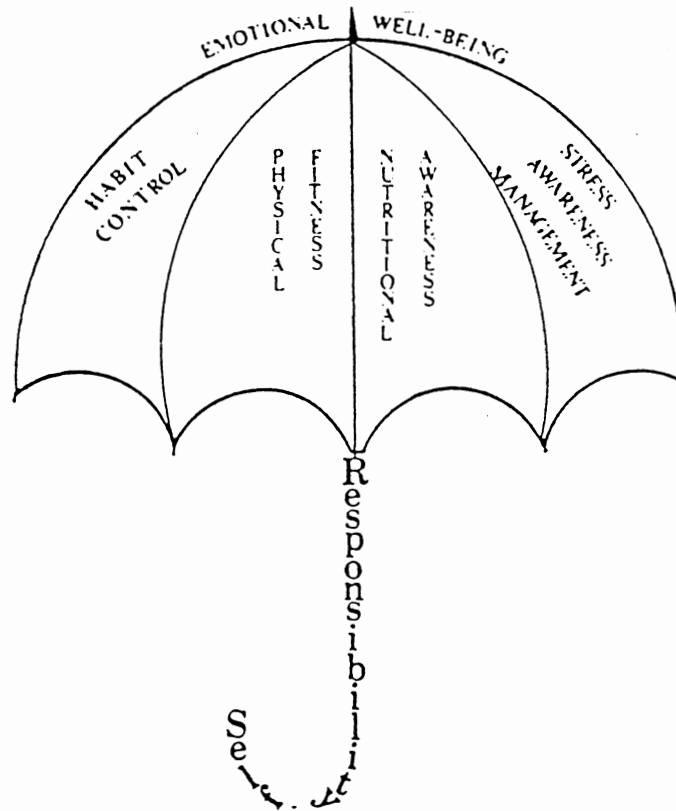 EMOTIONAL WELL-BEING
HABIT
CONTROL
PHYSICAL
FITNESS
NUTRITIONAL
AWARENESS
STRESS
AWARENESS
MANAGEMENT
Self
Responsibility